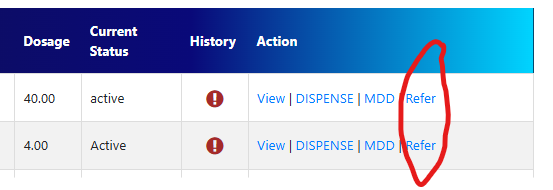 Dosage Current Status History Action
40.00 active View | DISPENSE | MDD | Refer
4.00 Active View | DISPENSE | MDD | Refer